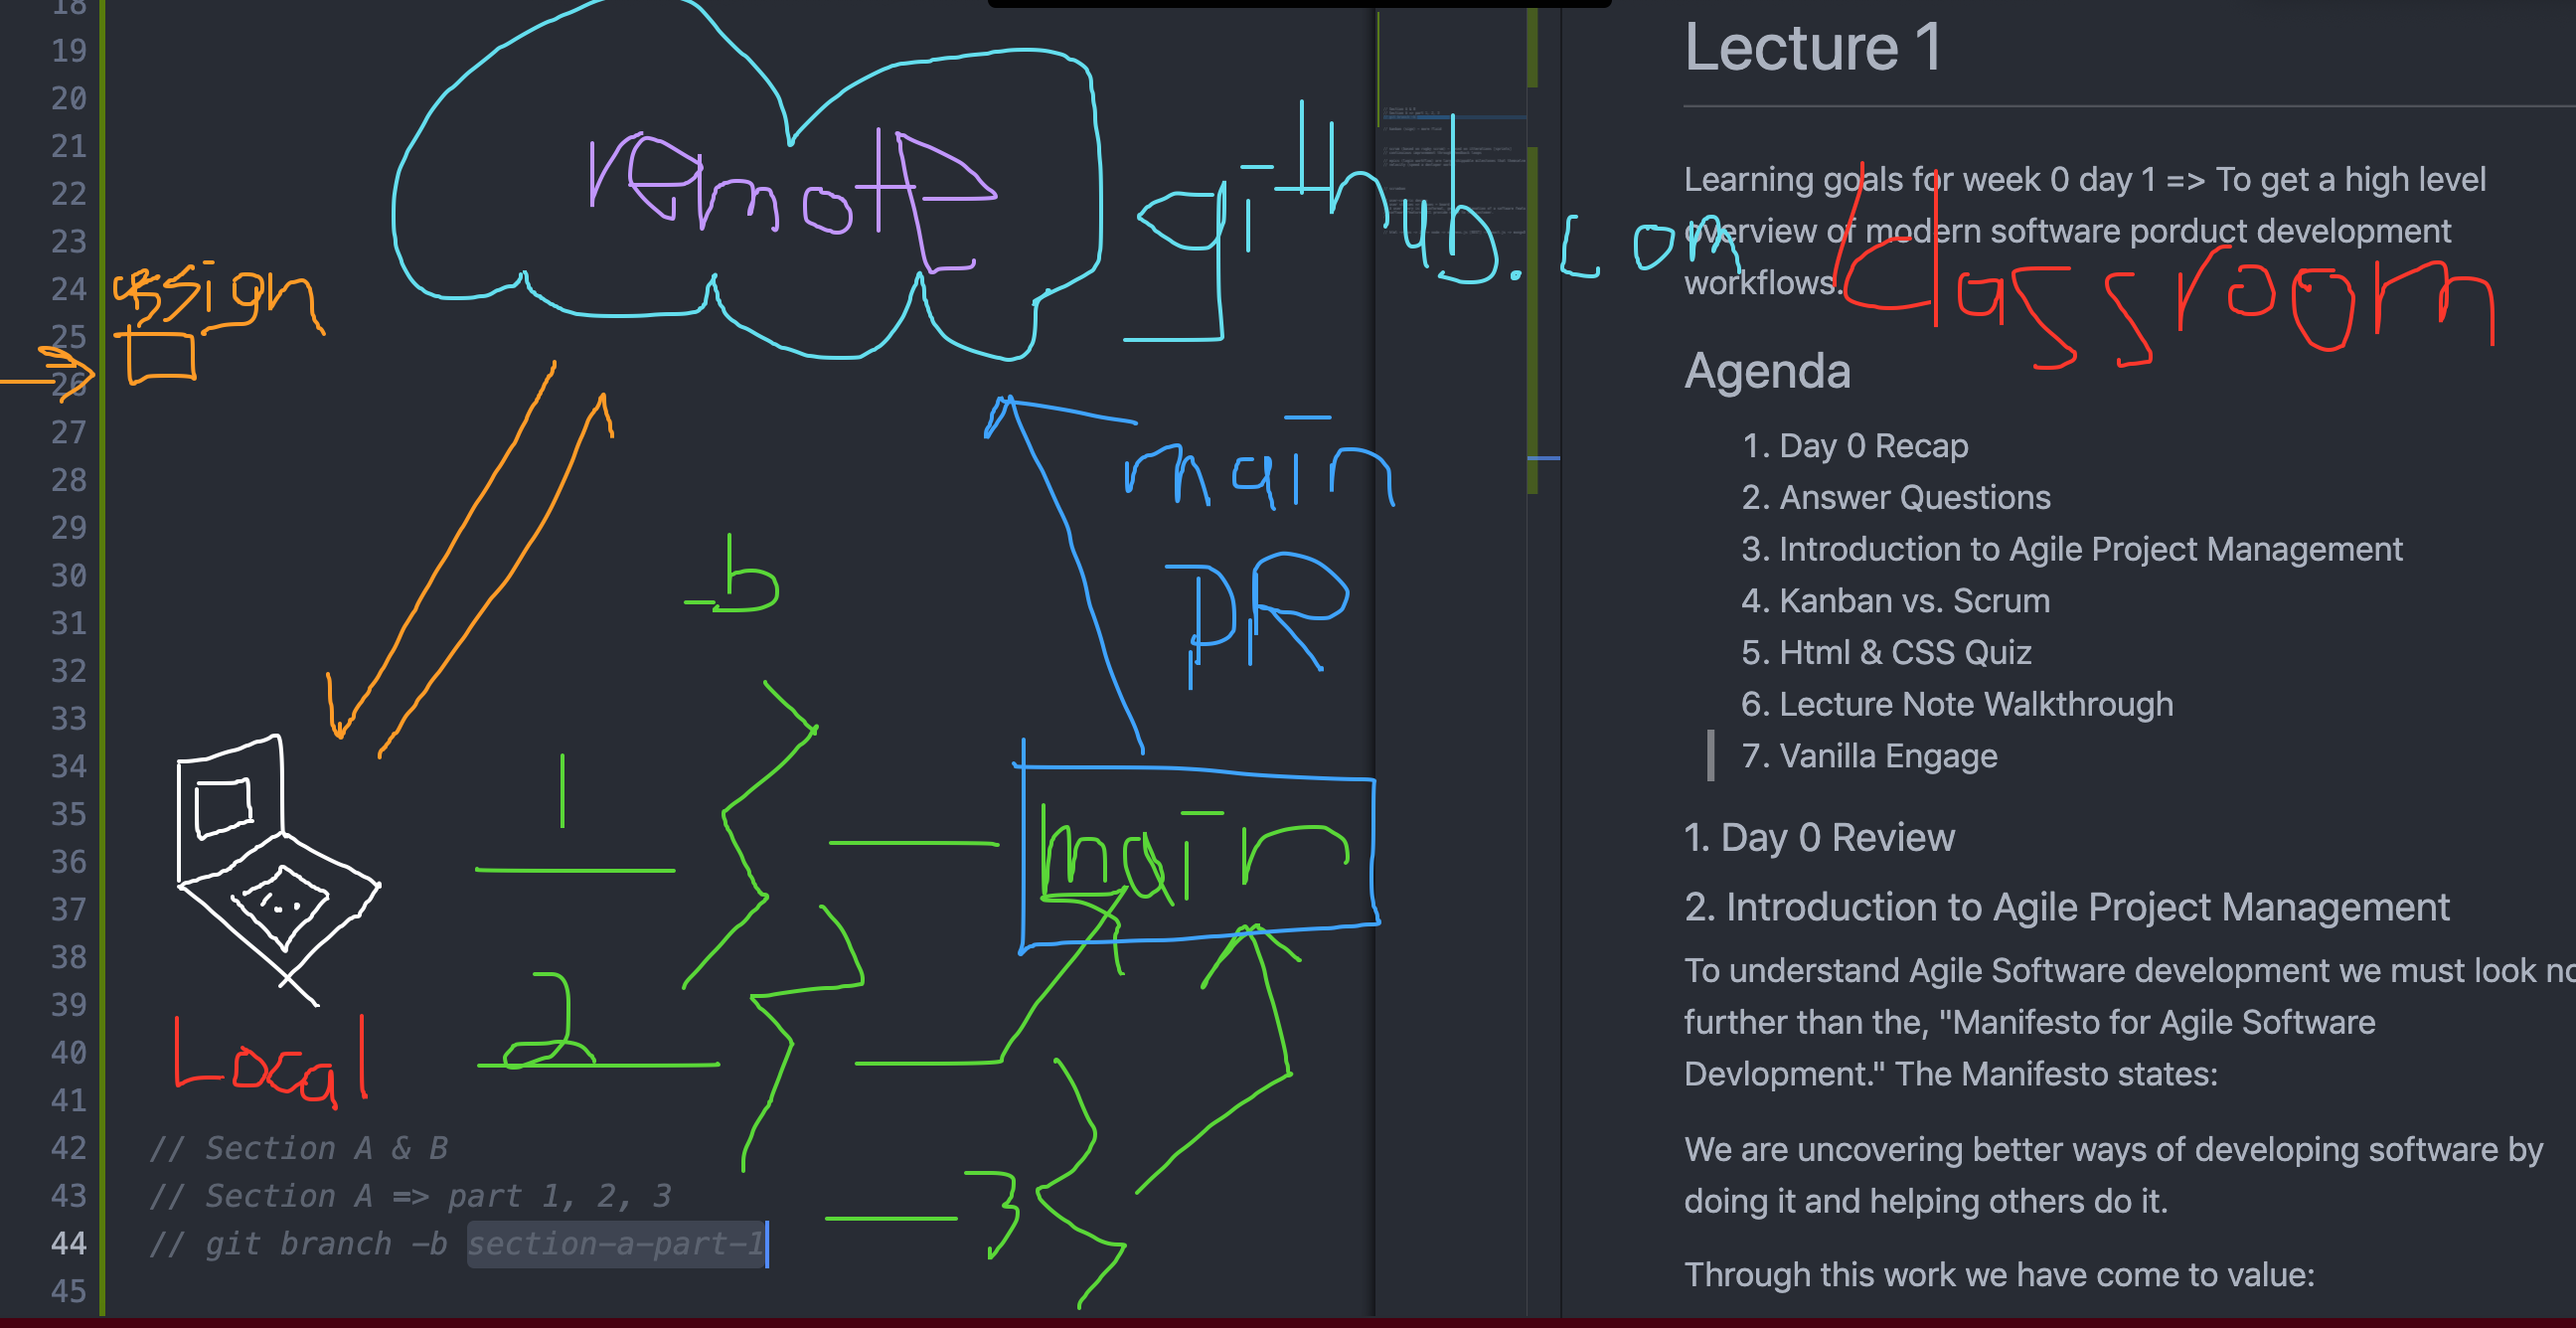 18
19
20
21
22
23
24
25
26
27
28
29
30
31
32
33
34
35
36
37
38
39
40
41
42 // Section A & B
43 // Section A => part 1, 2, 3
44 // git branch -b section-a-part-1
45
remote
github.com
classroom
assign
main
PR
-b
1
main
2
3
Local
Lecture 1
Learning goals for week 0 day 1 => To get a high level
overview of modern software porduct development
workflows.
Agenda
1. Day 0 Recap
2. Answer Questions
3. Introduction to Agile Project Management
4. Kanban vs. Scrum
5. Html & CSS Quiz
6. Lecture Note Walkthrough
7. Vanilla Engage
1. Day 0 Review
2. Introduction to Agile Project Management
To understand Agile Software development we must look no
further than the, "Manifesto for Agile Software
Devlopment." The Manifesto states:
We are uncovering better ways of developing software by
doing it and helping others do it.
Through this work we have come to value: